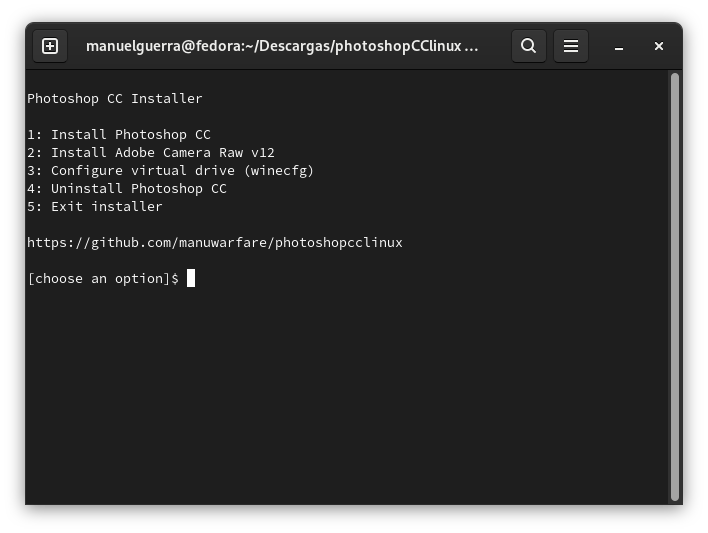 manuelguerra@fedora:~/Descargas/photoshopCClinux ...
Photoshop CC Installer
1: Install Photoshop CC
2: Install Adobe Camera Raw v12
3: Configure virtual drive (winecfg)
4: Uninstall Photoshop CC
5: Exit installer
https://github.com/manuwarfare/photoshopcclinux
[choose an option]$